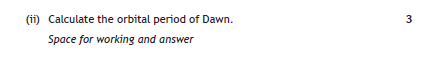 (ii) Calculate the orbital period of Dawn. 3
Space for working and answer